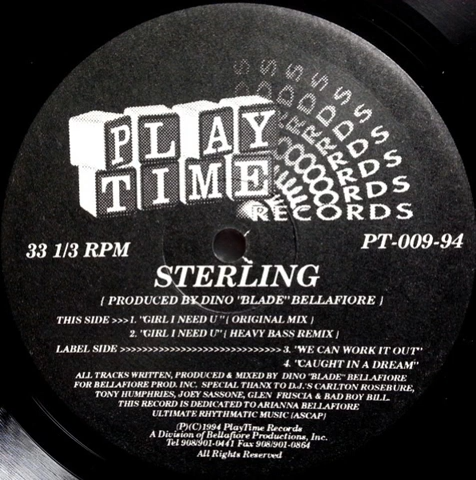 PLAY
TIME
RECORDS
33 1/3 RPM
PT-009-94
STERLING
{ PRODUCED BY DINO "BLADE" BELLAFIORE }
THIS SIDE >>> 1. "GIRL I NEED U" { ORIGINAL MIX }
2. "GIRL I NEED U" { HEAVY BASS REMIX }
LABEL SIDE >>>>>>>>>>>>>>>>>>>>>>>>>>>>> 3. "WE CAN WORK IT OUT"
4. "CAUGHT IN A DREAM"
ALL TRACKS WRITTEN, PRODUCED & MIXED BY DINO "BLADE" BELLAFIORE
FOR BELLAFIORE PROD. INC. SPECIAL THANX TO D.J.'S CARLTON ROSEBURE,
TONY HUMPHRIES, JOEY SASSONE, GLEN FRISCIA & BAD BOY BILL.
THIS RECORD IS DEDICATED TO ARIANNA BELLAFIORE
ULTIMATE RHYTHMATIC MUSIC (ASCAP)
(P)(C)1994 PlayTime Records
A Division of Bellafiore Productions, Inc.
Tel 908/901-0441 Fax 908/901-0864
All Rights Reserved